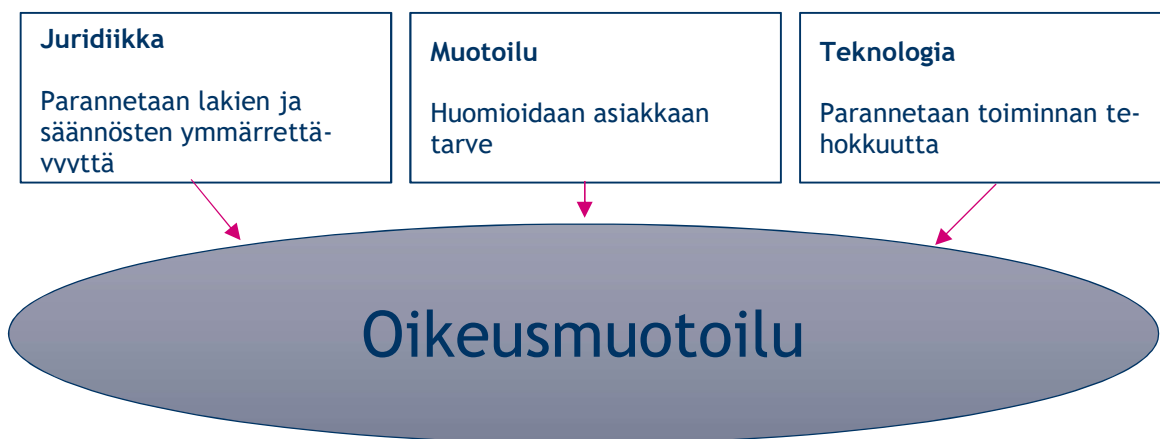 Juridiikka
Parannetaan lakien ja
säännösten ymmärrettä-
vyyttä
Muotoilu
Huomioidaan asiakkaan
tarve
Teknologia
Parannetaan toiminnan te-
hokkuutta
Oikeusmuotoilu